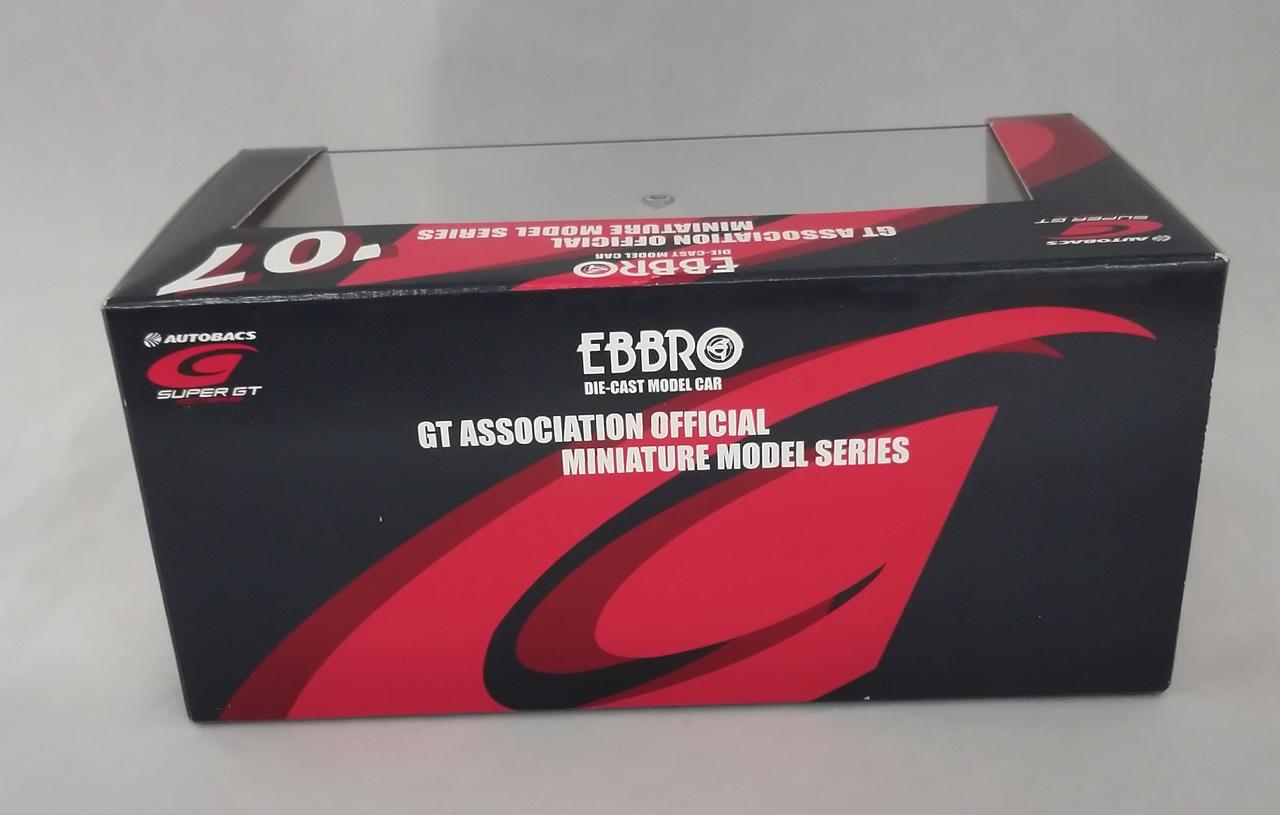 '07
GT ASSOCIATION OFFICIAL
MINIATURE MODEL SERIES
EBBRO
DIE-CAST MODEL CAR
AUTOBACS
SUPER GT
AUTOBACS
SUPER GT
EBBRO
DIE-CAST MODEL CAR
GT ASSOCIATION OFFICIAL
MINIATURE MODEL SERIES